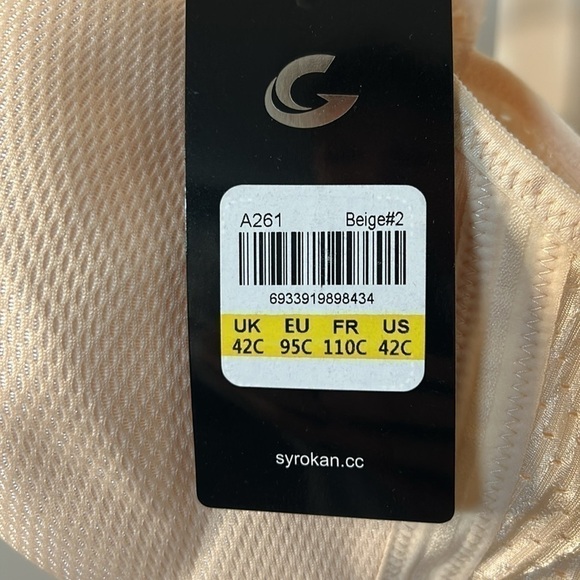 A261 Beige#2
6933919898434
UK EU FR US
42C 95C 110C 42C
syrokan.cc